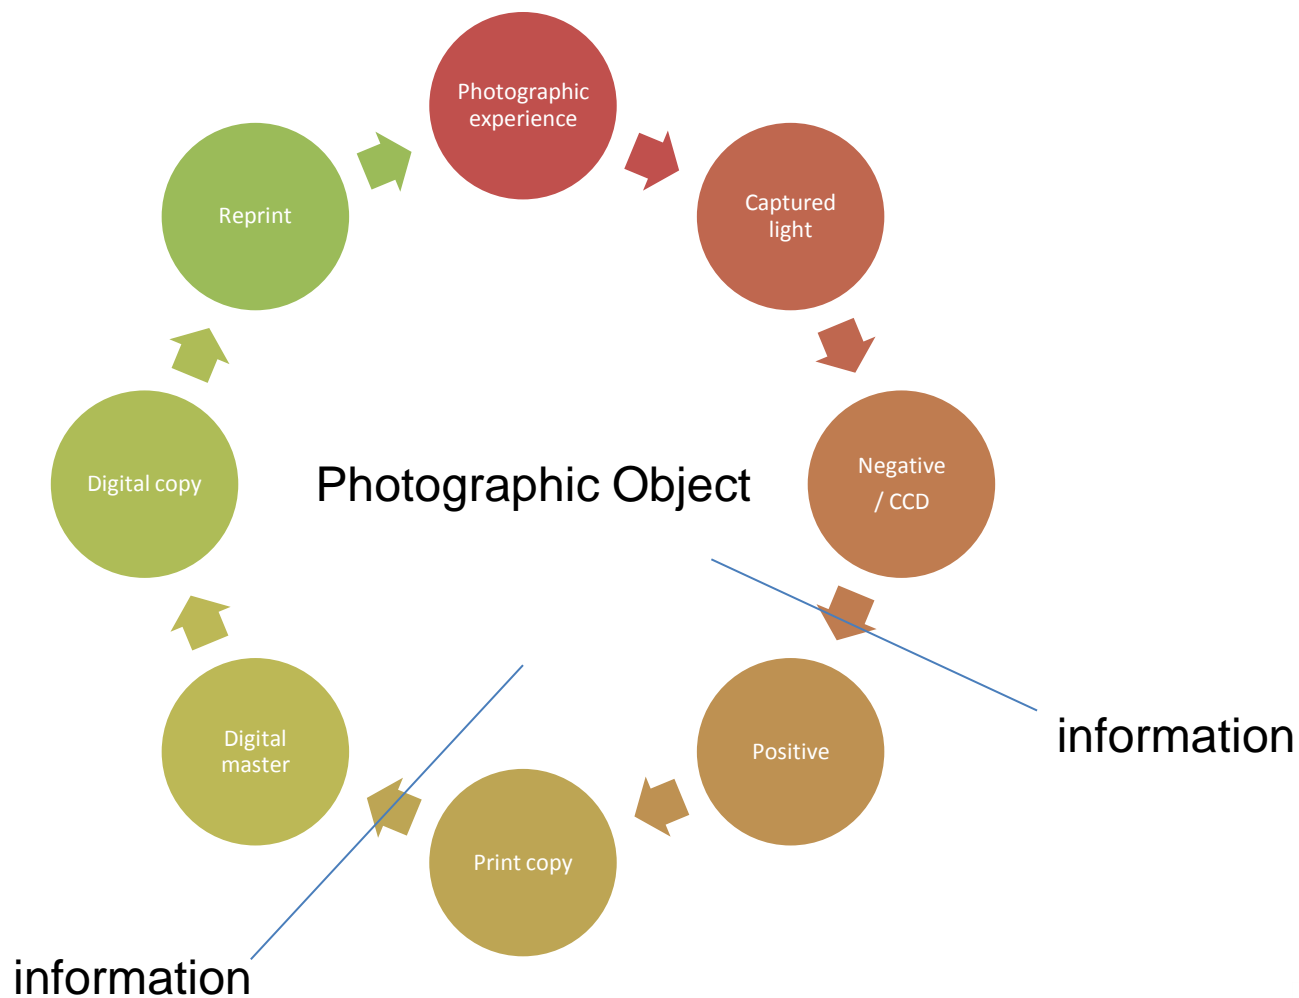 Photographic
experience
Captured
light
Negative
/ CCD
Positive
Print copy
Digital
master
Digital copy
Reprint
Photographic Object
information
information